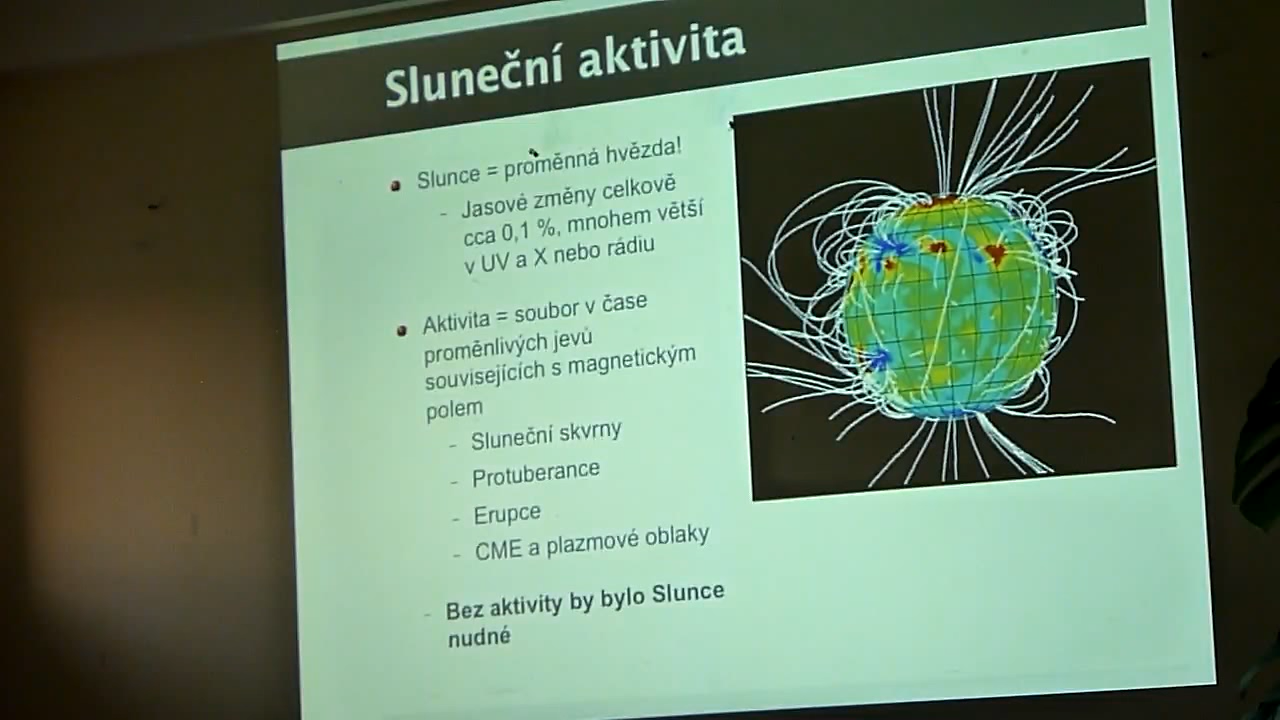 Sluneční aktivita
Slunce = proměnná hvězda!
- Jasové změny celkově
cca 0,1 %, mnohem větší
v UV a X nebo rádiu
Aktivita = soubor v čase
proměnlivých jevů
souvisejících s magnetickým
polem
- Sluneční skvrny
- Protuberance
- Erupce
- CME a plazmové oblaky
- Bez aktivity by bylo Slunce
nudné